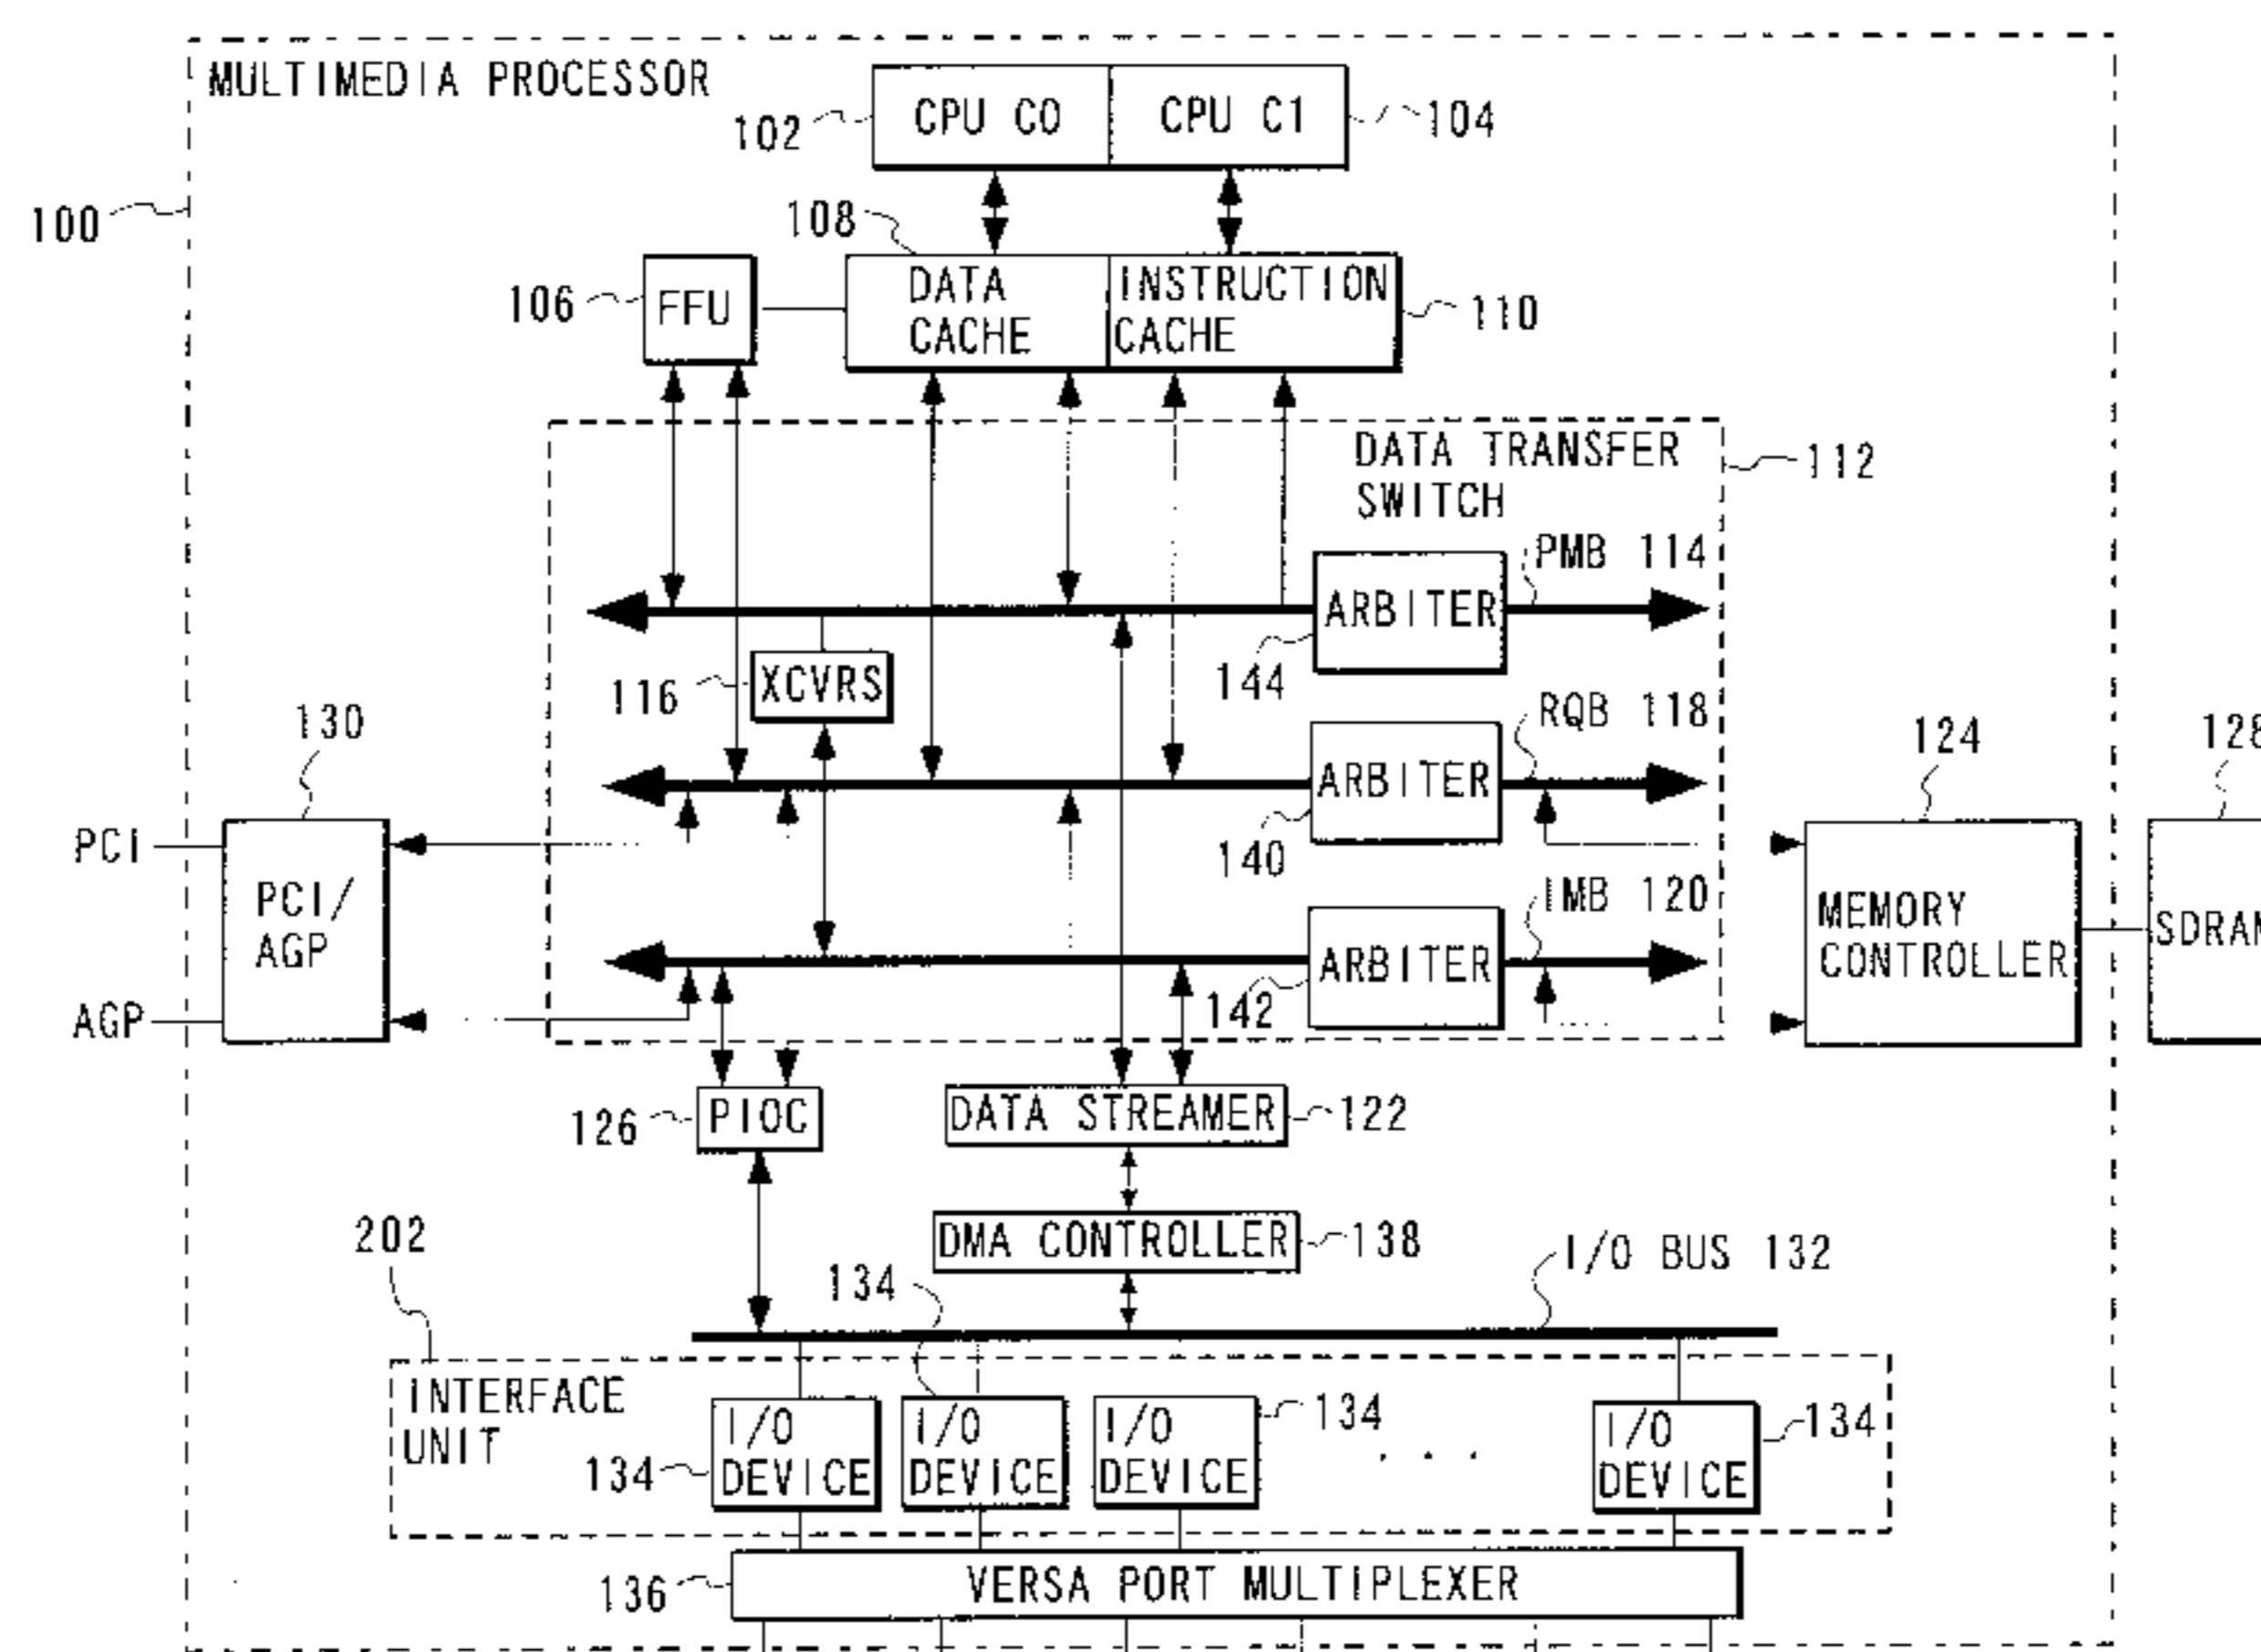 MULTIMEDIA PROCESSOR
102
CPU C0
CPU C1
104
100
108
106
FFU
DATA
CACHE
INSTRUCTION
CACHE
110
DATA TRANSFER
SWITCH
112
PMB 114
ARBITER
144
116
XCVRS
RQB 118
ARBITER
140
130
124
128
PCI
AGP
PCI/
AGP
IMB 120
ARBITER
142
MEMORY
CONTROLLER
126
PIOC
DATA STREAMER
122
DMA CONTROLLER
138
202
134
I/O BUS 132
INTERFACE
UNIT
134
I/O
DEVICE
I/O
DEVICE
I/O
DEVICE
134
. . .
I/O
DEVICE
134
136
VERSA PORT MULTIPLEXER